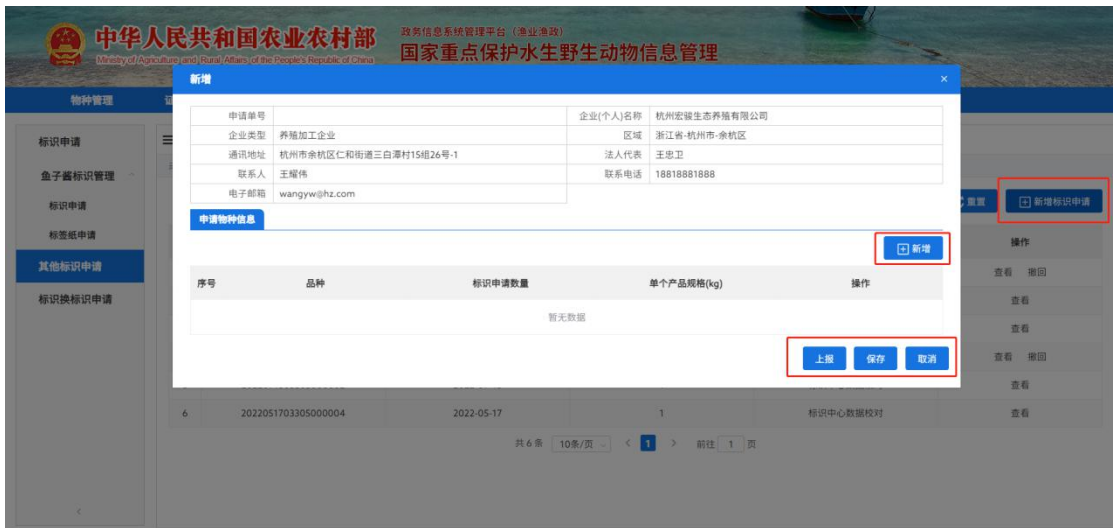 中华人民共和国农业农村部
Ministry of Agriculture and Rural Affairs of the People's Republic of China
政务信息系统管理平台（渔业渔政）
国家重点保护水生野生动物信息管理
物种管理
新增 ×
标识申请
鱼子酱标识管理
标识申请
标签纸申请
其他标识申请
标识换标识申请
申请单号 企业(个人)名称 杭州宏骏生态养殖有限公司
企业类型 养殖加工企业 区域 浙江省-杭州市-余杭区
通讯地址 杭州市余杭区仁和街道三白潭村15组26号-1 法人代表 王忠卫
联系人 王耀伟 联系电话 18818881888
电子邮箱 wangyw@hz.com
申请物种信息
新增
序号 品种 标识申请数量 单个产品规格(kg) 操作
暂无数据
上报 保存 取消
重置 新增标识申请
操作
查看 撤回
查看
查看
查看 撤回
查看
6 2022051703305000004 2022-05-17 1 标识中心数据校对 查看
共 6 条 10条/页 < 1 > 前往 1 页